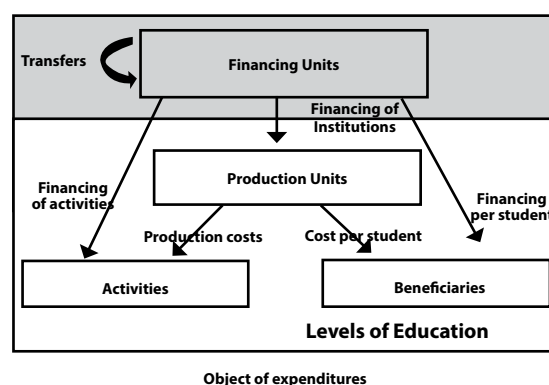 Transfers
Financing Units
Financing of
Institutions
Production Units
Financing
of activities
Financing
per student
Production costs
Cost per student
Activities
Beneficiaries
Levels of Education
Object of expenditures